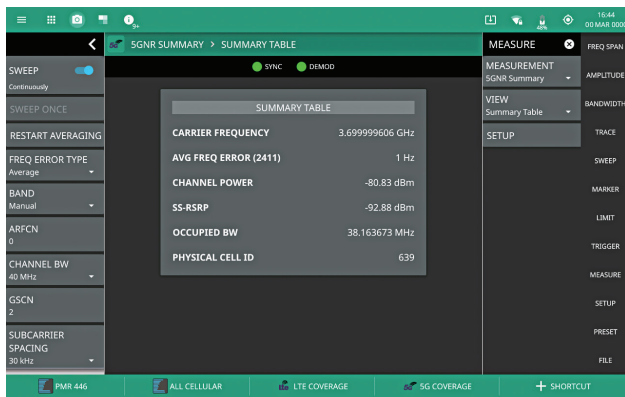 9+
48%
16:44
00 MAR 000
5GNR SUMMARY > SUMMARY TABLE
SYNC
DEMOD
SWEEP
Continuously
SWEEP ONCE
RESTART AVERAGING
FREQ ERROR TYPE
Average
BAND
Manual
ARFCN
0
CHANNEL BW
40 MHz
GSCN
2
SUBCARRIER
SPACING
30 kHz
SUMMARY TABLE
CARRIER FREQUENCY 3.699999606 GHz
AVG FREQ ERROR (2411) 1 Hz
CHANNEL POWER -80.83 dBm
SS-RSRP -92.88 dBm
OCCUPIED BW 38.163673 MHz
PHYSICAL CELL ID 639
MEASURE
MEASUREMENT
5GNR Summary
VIEW
Summary Table
SETUP
FREQ SPAN
AMPLITUDE
BANDWIDTH
TRACE
SWEEP
MARKER
LIMIT
TRIGGER
MEASURE
SETUP
PRESET
FILE
PMR 446
ALL CELLULAR
LTE COVERAGE
5G COVERAGE
+ SHORTCUT